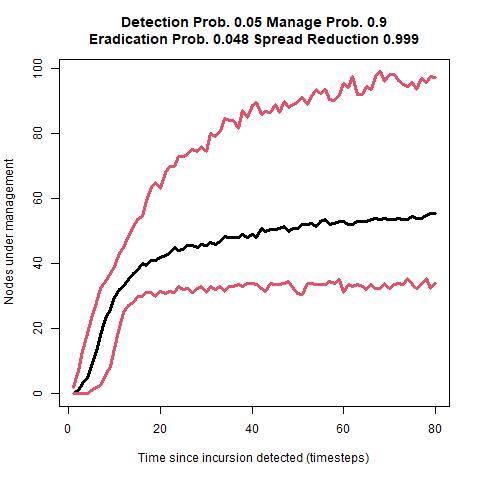 Detection Prob. 0.05 Manage Prob. 0.9
Eradication Prob. 0.048 Spread Reduction 0.999
Nodes under management
100
80
60
40
20
0
0 20 40 60 80
Time since incursion detected (timesteps)